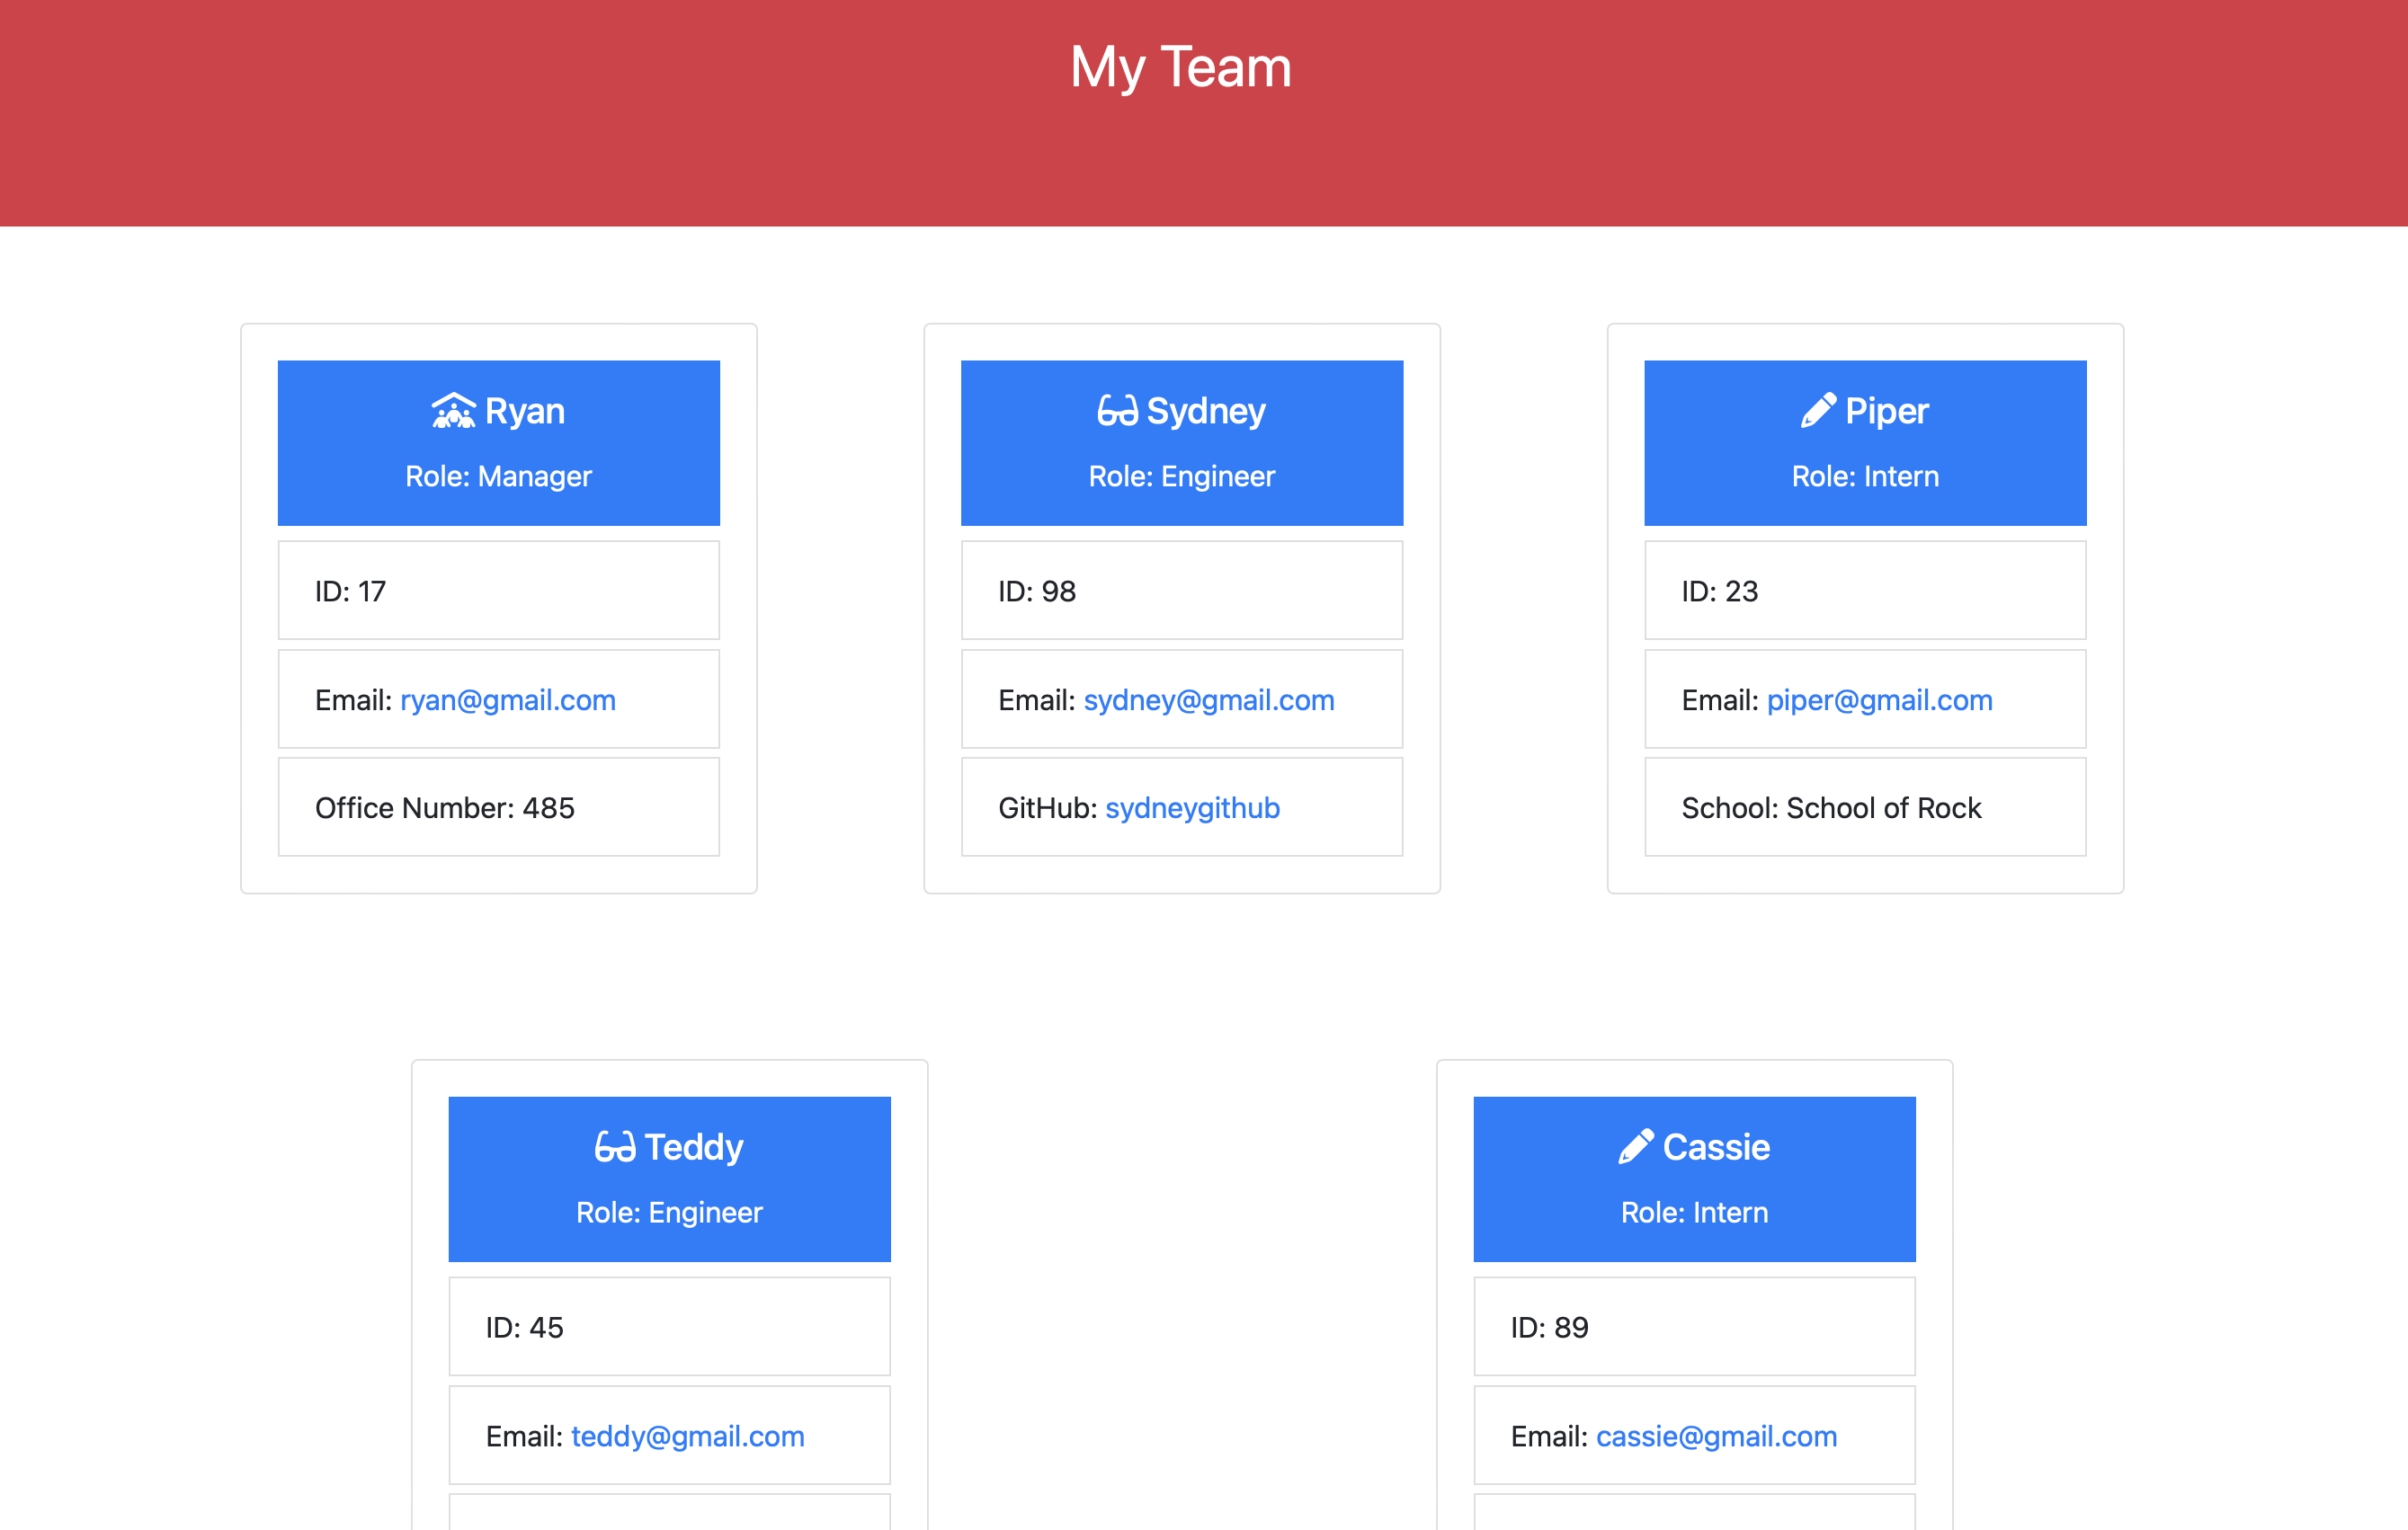 My Team
Ryan
Role: Manager
ID: 17
Email: ryan@gmail.com
Office Number: 485
Sydney
Role: Engineer
ID: 98
Email: sydney@gmail.com
GitHub: sydneygithub
Piper
Role: Intern
ID: 23
Email: piper@gmail.com
School: School of Rock
Teddy
Role: Engineer
ID: 45
Email: teddy@gmail.com
Cassie
Role: Intern
ID: 89
Email: cassie@gmail.com